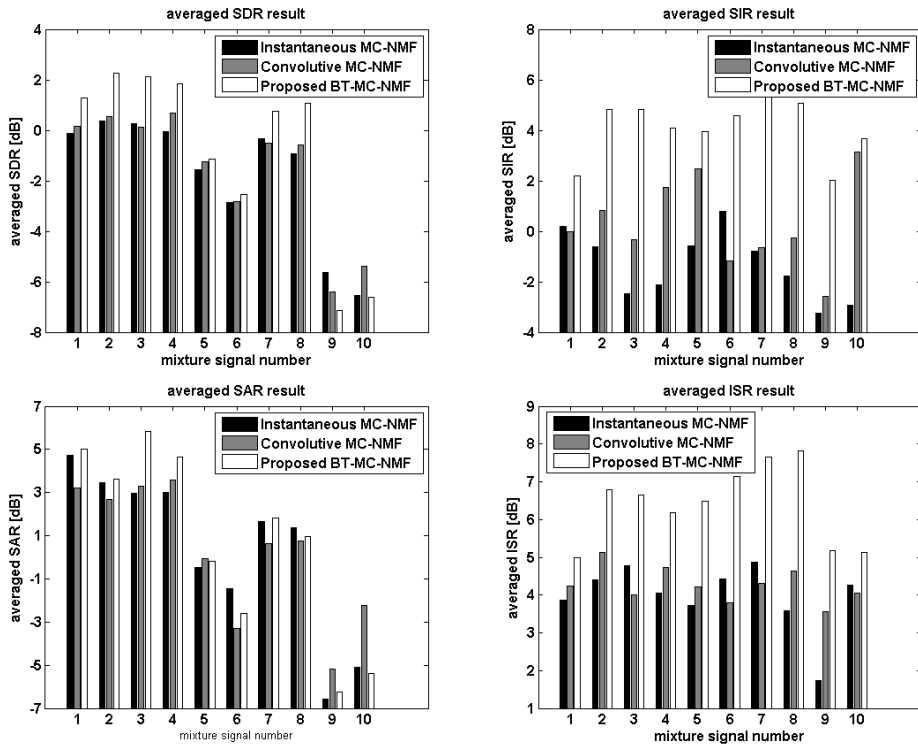 averaged SDR result
4
2
0
-2
-4
-6
-8
averaged SDR [dB]
Instantaneous MC-NMF
Convolutive MC-NMF
Proposed BT-MC-NMF
1 2 3 4 5 6 7 8 9 10
mixture signal number
averaged SIR result
8
6
4
2
0
-2
-4
averaged SIR [dB]
Instantaneous MC-NMF
Convolutive MC-NMF
Proposed BT-MC-NMF
1 2 3 4 5 6 7 8 9 10
mixture signal number
averaged SAR result
7
5
3
1
-1
-3
-5
-7
averaged SAR [dB]
Instantaneous MC-NMF
Convolutive MC-NMF
Proposed BT-MC-NMF
1 2 3 4 5 6 7 8 9 10
mixture signal number
averaged ISR result
9
8
7
6
5
4
3
2
1
averaged ISR [dB]
Instantaneous MC-NMF
Convolutive MC-NMF
Proposed BT-MC-NMF
1 2 3 4 5 6 7 8 9 10
mixture signal number